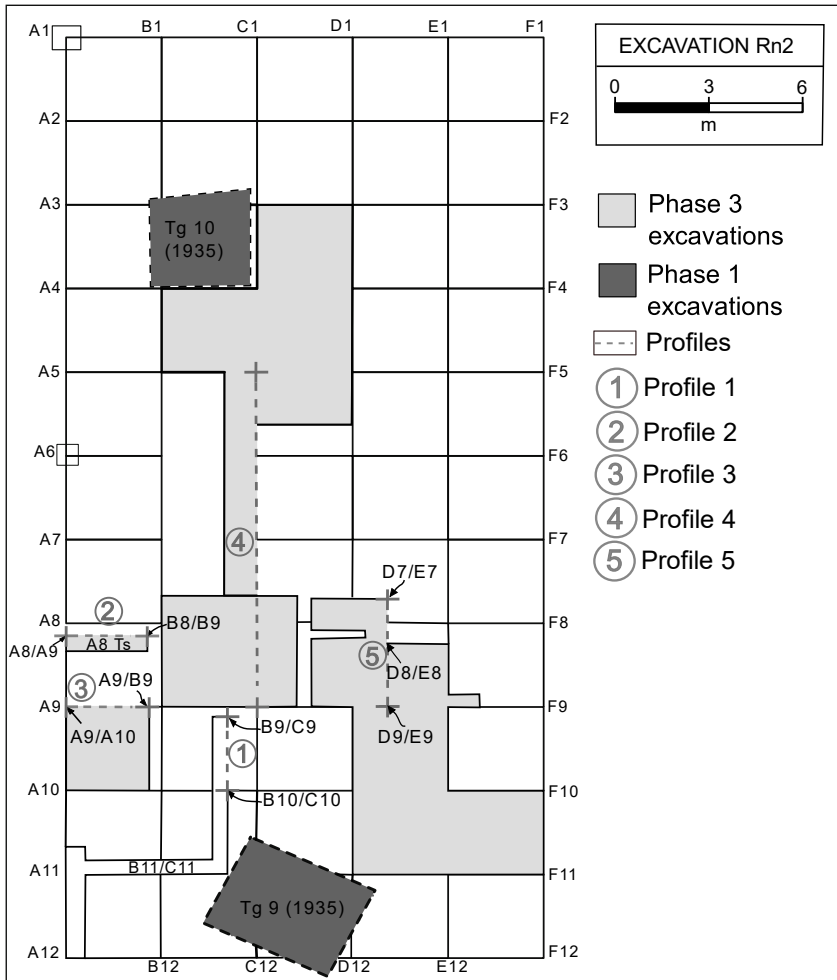 A1
B1
C1
D1
E1
F1
EXCAVATION Rn2
0
3
6
m
A2
F2
A3
F3
Tg 10
(1935)
Phase 3
excavations
A4
F4
Phase 1
excavations
Profiles
A5
F5
1 Profile 1
2 Profile 2
A6
F6
3 Profile 3
4 Profile 4
A7
4
F7
5 Profile 5
D7/E7
A8
2
B8/B9
F8
A8/A9
A8 Ts
5
D8/E8
3
A9/B9
A9
F9
A9/A10
B9/C9
D9/E9
1
A10
B10/C10
F10
A11
B11/C11
F11
Tg 9 (1935)
A12
B12
C12
D12
E12
F12